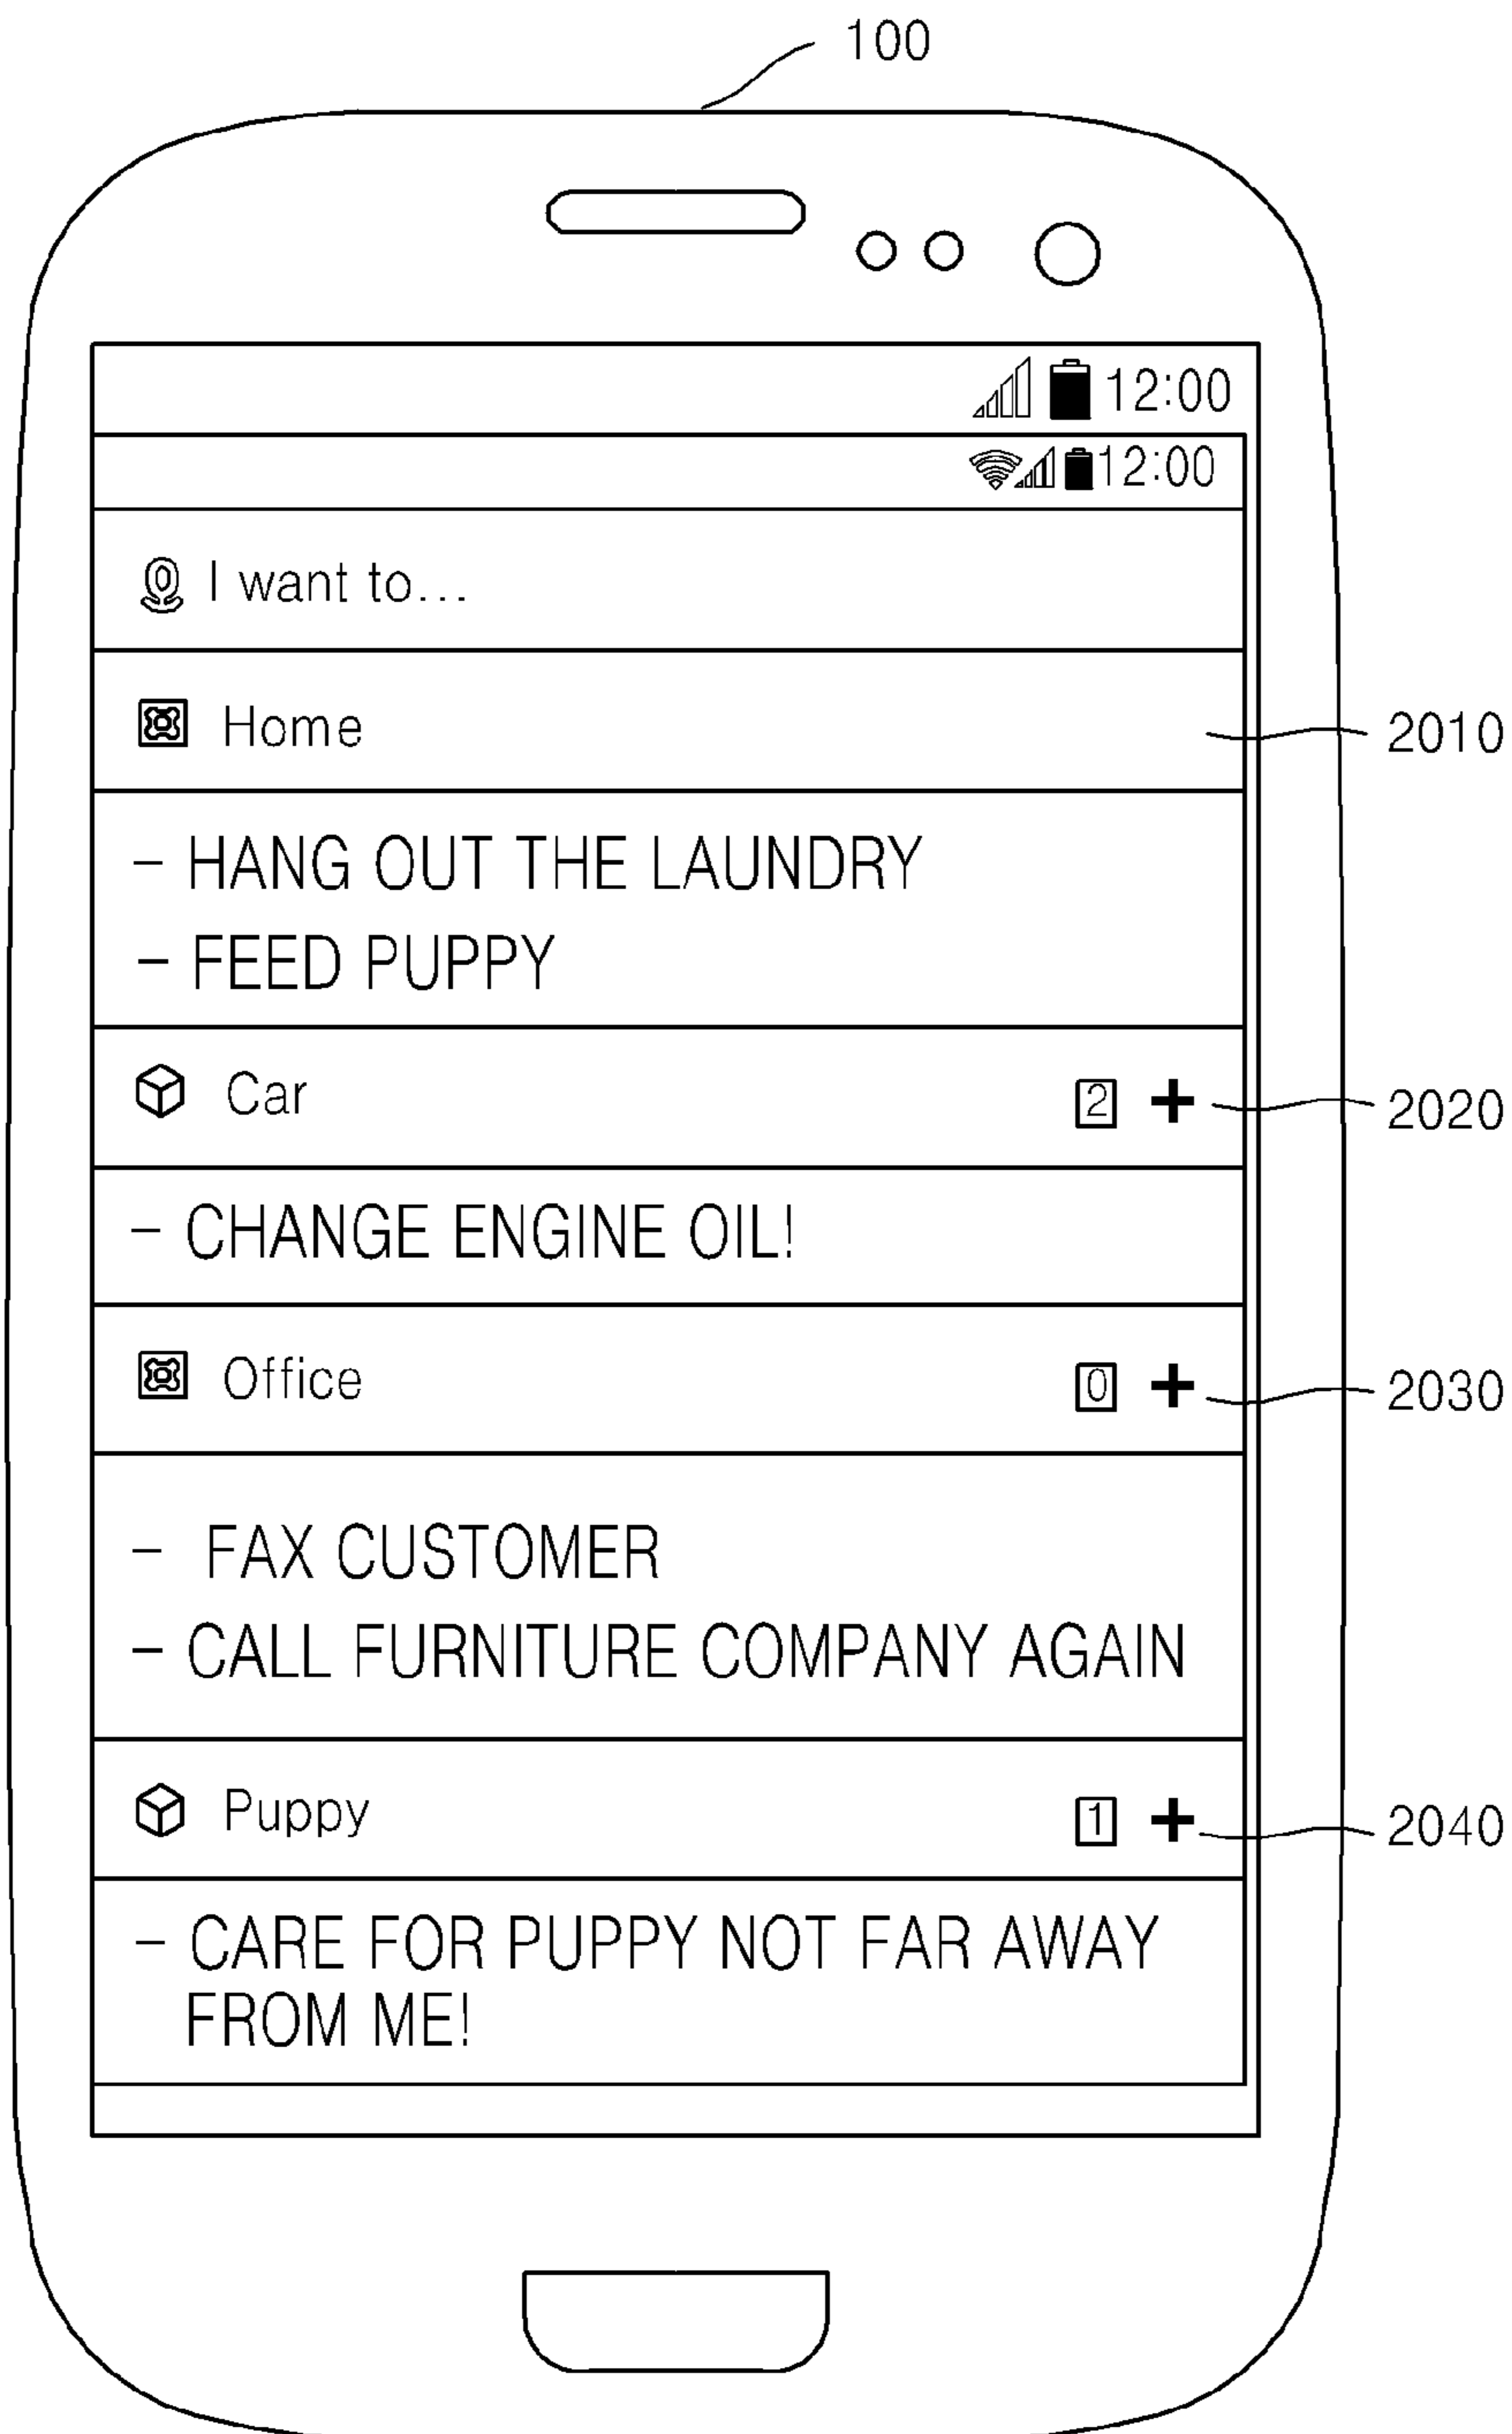 100
12:00
12:00
I want to...
Home
2010
- HANG OUT THE LAUNDRY
- FEED PUPPY
Car 2 +
2020
- CHANGE ENGINE OIL!
Office 0 +
2030
- FAX CUSTOMER
- CALL FURNITURE COMPANY AGAIN
Puppy 1 +
2040
- CARE FOR PUPPY NOT FAR AWAY
FROM ME!